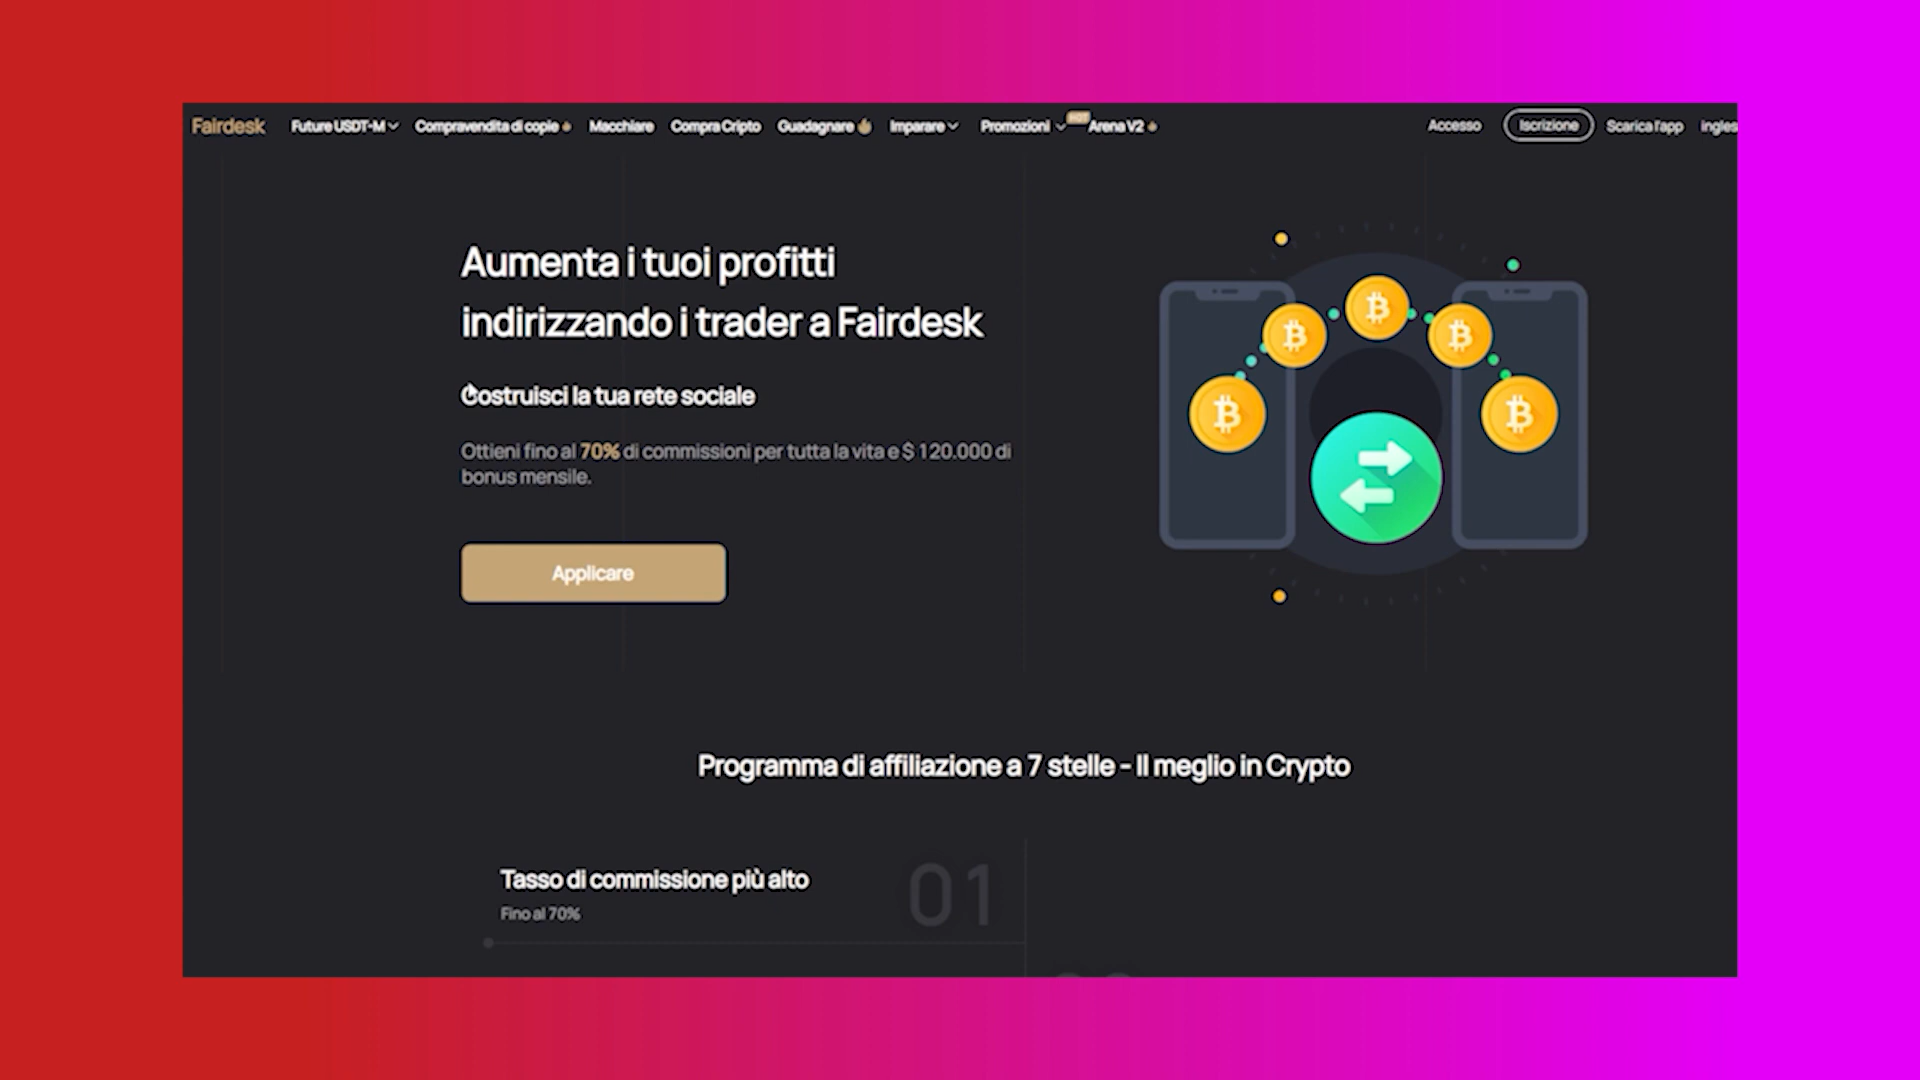 Fairdesk Future USDT-M Compravendita di copie Macchiare Compra Cripto Guadagnare Imparare Promozioni HOT Arena V2 Accesso Iscrizione Scarica l'app ingles
Aumenta i tuoi profitti
indirizzando i trader a Fairdesk
Costruisci la tua rete sociale
Ottieni fino al 70% di commissioni per tutta la vita e $ 120.000 di
bonus mensile.
Applicare
Programma di affiliazione a 7 stelle - Il meglio in Crypto
Tasso di commissione più alto
01
Fino al 70%